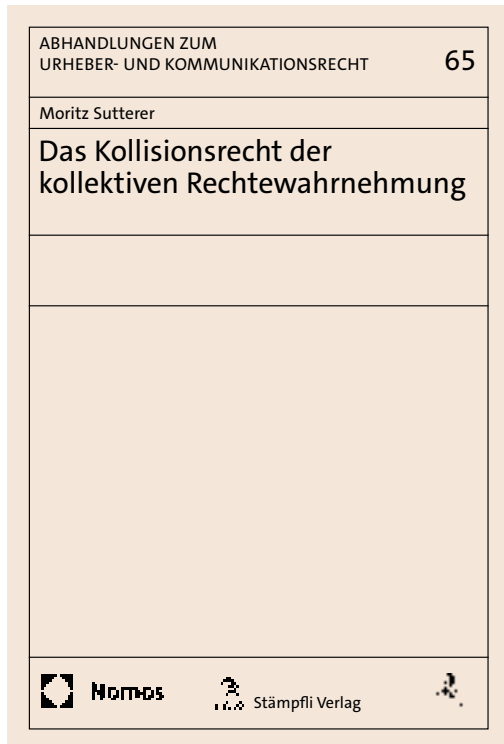 ABHANDLUNGEN ZUM
URHEBER- UND KOMMUNIKATIONSRECHT
65
Moritz Sutterer
Das Kollisionsrecht der
kollektiven Rechtewahrnehmung
Nomos
Stämpfli Verlag